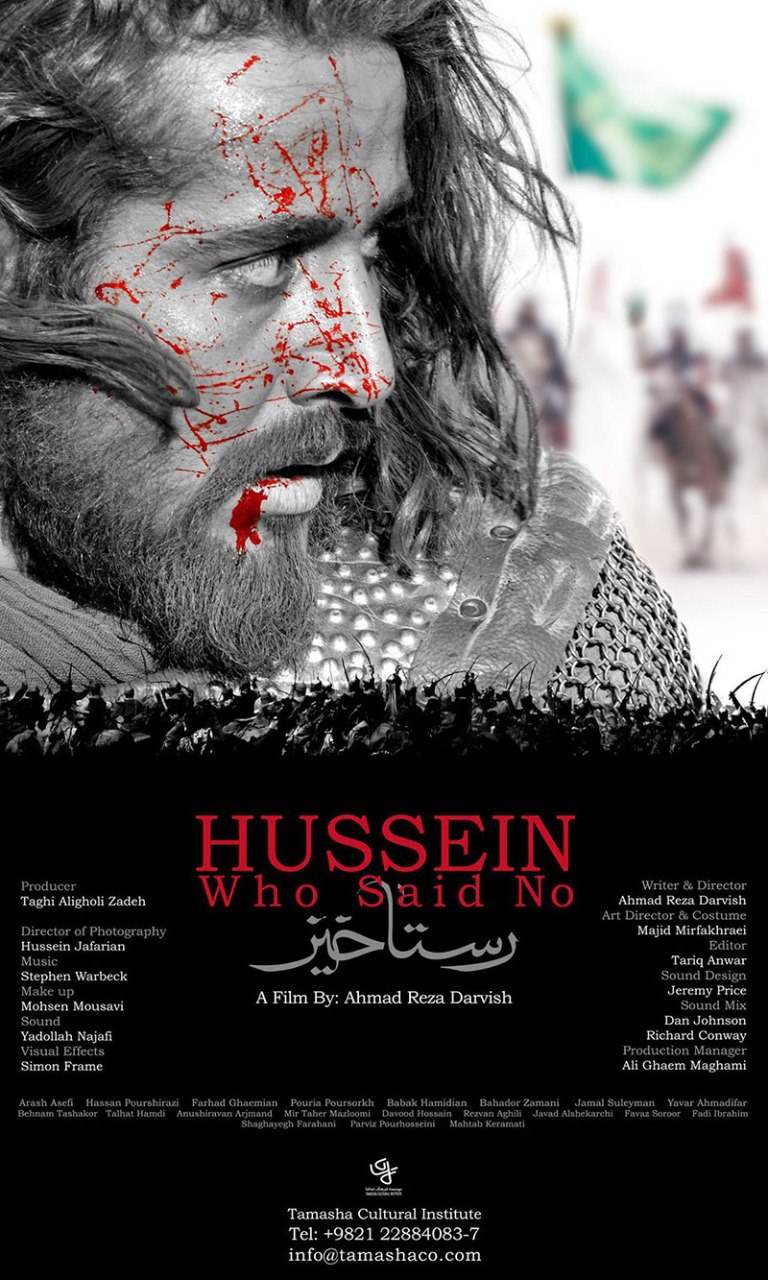 HUSSEIN
Who Said No
رستاخیز
A Film By: Ahmad Reza Darvish
Producer
Taghi Aligholi Zadeh
Director of Photography
Hussein Jafarian
Music
Stephen Warbeck
Make up
Mohsen Mousavi
Sound
Yadollah Najafi
Visual Effects
Simon Frame
Writer & Director
Ahmad Reza Darvish
Art Director & Costume
Majid Mirfakhraei
Editor
Tariq Anwar
Sound Design
Jeremy Price
Sound Mix
Dan Johnson
Richard Conway
Production Manager
Ali Ghaem Maghami
Arash Asefi Hassan Pourshirazi Farhad Ghaemian Pouria Poursorkh Babak Hamidian Bahador Zamani Jamal Suleyman Yavar Ahmadifar
Behnam Tashakor Talhat Hamdi Anushiravan Arjmand Mir Taher Mazloomi Davood Hossain Rezvan Aghili Javad Alshekarchi Favaz Soroor Fadi Ibrahim
Shaghayegh Farahani Parviz Pourhosseini Mahtab Keramati
TAMASHA CULTURAL INSTITUTE
Tamasha Cultural Institute
Tel: +9821 22884083-7
info@tamashaco.com